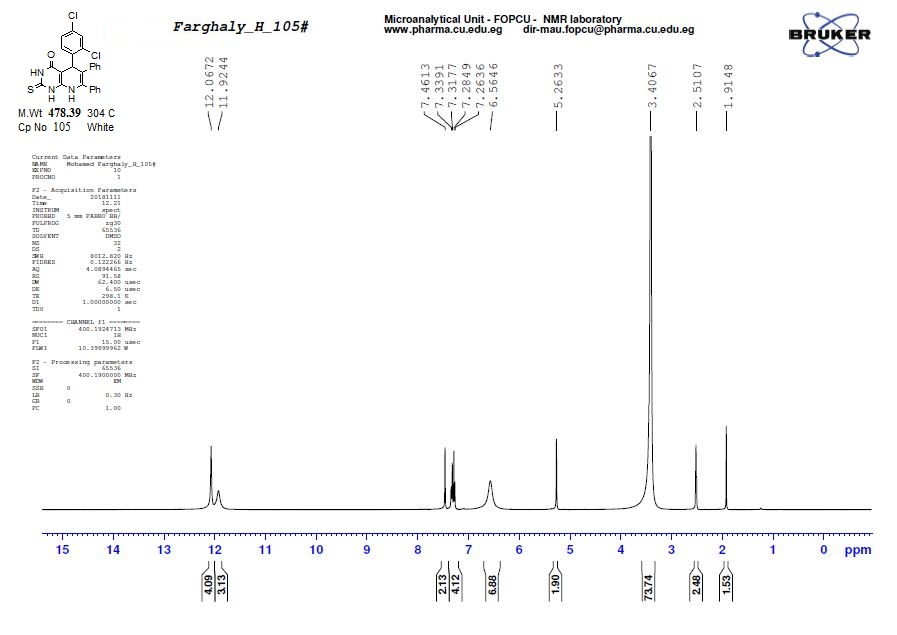 Cl
Cl
O
Ph
HN
Ph
S
N
H
N
H
M.Wt 478.39 304 C
Cp No 105 White
Farghaly_H_105#
Microanalytical Unit - FOPCU - NMR laboratory
www.pharma.cu.edu.eg dir-mau.fopcu@pharma.cu.edu.eg
BRUKER
12.0672
11.9244
7.4613
7.3391
7.3177
7.2849
7.2636
6.5646
5.2633
3.4067
2.5107
1.9148
Current Data Parameters
NAME Mohamed Farghaly_H_105#
EXPNO 10
PROCNO 1
F2 - Acquisition Parameters
Date_ 20181111
Time 12.21
INSTRUM spect
PROBHD 5 mm PABBO BB/
PULPROG zg30
TD 65536
SOLVENT DMSO
NS 32
DS 2
SWH 8012.820 Hz
FIDRES 0.122266 Hz
AQ 4.0894465 sec
RG 91.58
DW 62.400 usec
DE 6.50 usec
TE 298.1 K
D1 1.00000000 sec
TD0 1
======== CHANNEL f1 ========
SFO1 400.1924713 MHz
NUC1 1H
P1 15.00 usec
PLW1 10.39999962 W
F2 - Processing parameters
SI 65536
SF 400.1900000 MHz
WDW EM
SSB 0
LB 0.30 Hz
GB 0
PC 1.00
15 14 13 12 11 10 9 8 7 6 5 4 3 2 1 0 ppm
4.09
3.13
2.13
4.12
6.88
1.90
73.74
2.48
1.53